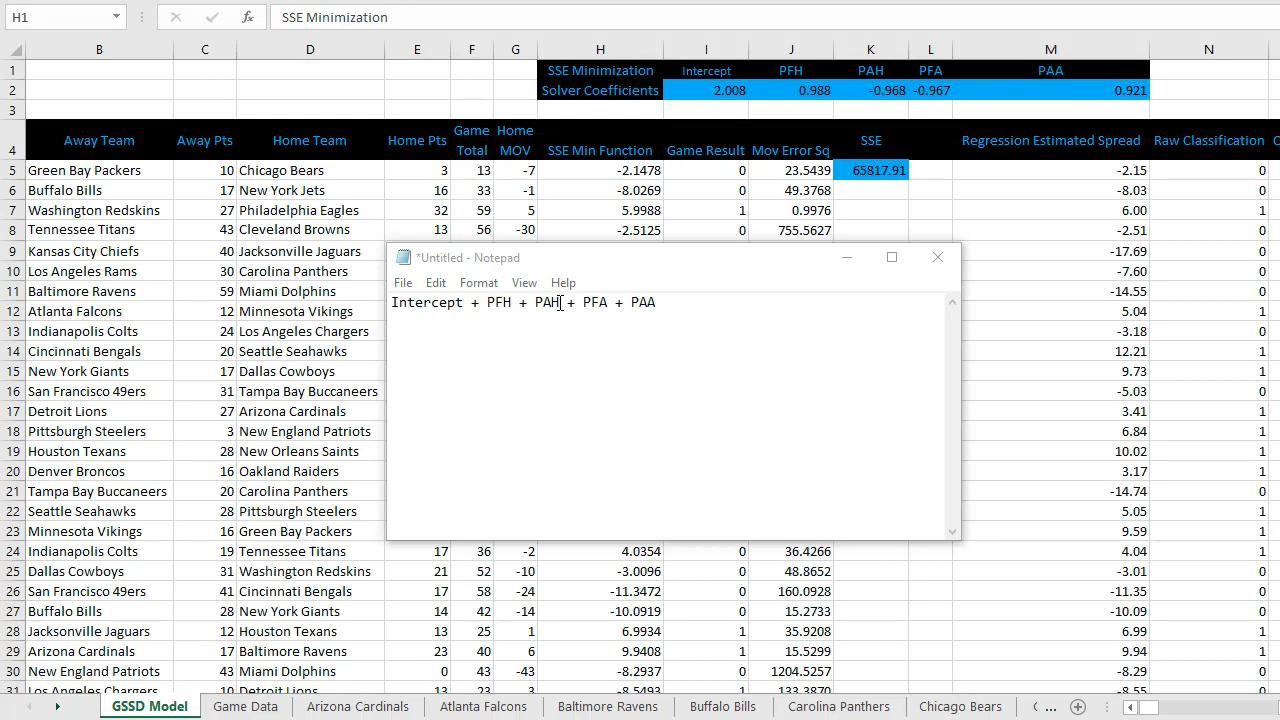 H1 SSE Minimization
B C D E F G H I J K L M N
1 SSE Minimization Intercept PFH PAH PFA PAA
2 Solver Coefficients 2.008 0.988 -0.968 -0.967 0.921
3
4 Away Team Away Pts Home Team Home Pts Game Total Home MOV SSE Min Function Game Result Mov Error Sq SSE Regression Estimated Spread Raw Classification
5 Green Bay Packers 10 Chicago Bears 3 13 -7 -2.1478 0 23.5439 65817.91 -2.15 0
6 Buffalo Bills 17 New York Jets 16 33 -1 -8.0269 0 49.3768 -8.03 0
7 Washington Redskins 27 Philadelphia Eagles 32 59 5 5.9988 1 0.9976 6.00 1
8 Tennessee Titans 43 Cleveland Browns 13 56 -30 -2.5125 0 755.5627 -2.51 0
9 Kansas City Chiefs 40 Jacksonville Jaguars -17.69 0
10 Los Angeles Rams 30 Carolina Panthers -7.60 0
11 Baltimore Ravens 59 Miami Dolphins -14.55 0
12 Atlanta Falcons 12 Minnesota Vikings 5.04 1
13 Indianapolis Colts 24 Los Angeles Chargers -3.18 0
14 Cincinnati Bengals 20 Seattle Seahawks 12.21 1
15 New York Giants 17 Dallas Cowboys 9.73 1
16 San Francisco 49ers 31 Tampa Bay Buccaneers -5.03 0
17 Detroit Lions 27 Arizona Cardinals 3.41 1
18 Pittsburgh Steelers 3 New England Patriots 6.84 1
19 Houston Texans 28 New Orleans Saints 10.02 1
20 Denver Broncos 16 Oakland Raiders 3.17 1
21 Tampa Bay Buccaneers 20 Carolina Panthers -14.74 0
22 Seattle Seahawks 28 Pittsburgh Steelers 5.05 1
23 Minnesota Vikings 16 Green Bay Packers 9.59 1
24 Indianapolis Colts 19 Tennessee Titans 17 36 -2 4.0354 0 36.4266 4.04 1
25 Dallas Cowboys 31 Washington Redskins 21 52 -10 -3.0096 0 48.8652 -3.01 0
26 San Francisco 49ers 41 Cincinnati Bengals 17 58 -24 -11.3472 0 160.0928 -11.35 0
27 Buffalo Bills 28 New York Giants 14 42 -14 -10.0919 0 15.2733 -10.09 0
28 Jacksonville Jaguars 12 Houston Texans 13 25 1 6.9934 1 35.9208 6.99 1
29 Arizona Cardinals 17 Baltimore Ravens 23 40 6 9.9408 1 15.5299 9.94 1
30 New England Patriots 43 Miami Dolphins 0 43 -43 -8.2937 0 1204.5257 -8.29 0
31 Los Angeles Chargers 10 Detroit Lions 13 23 3 -8.5493 1 133.3870 -8.55 0
*Untitled - Notepad
File Edit Format View Help
Intercept + PFH + PAH + PFA + PAA
GSSD Model Game Data Arizona Cardinals Atlanta Falcons Baltimore Ravens Buffalo Bills Carolina Panthers Chicago Bears